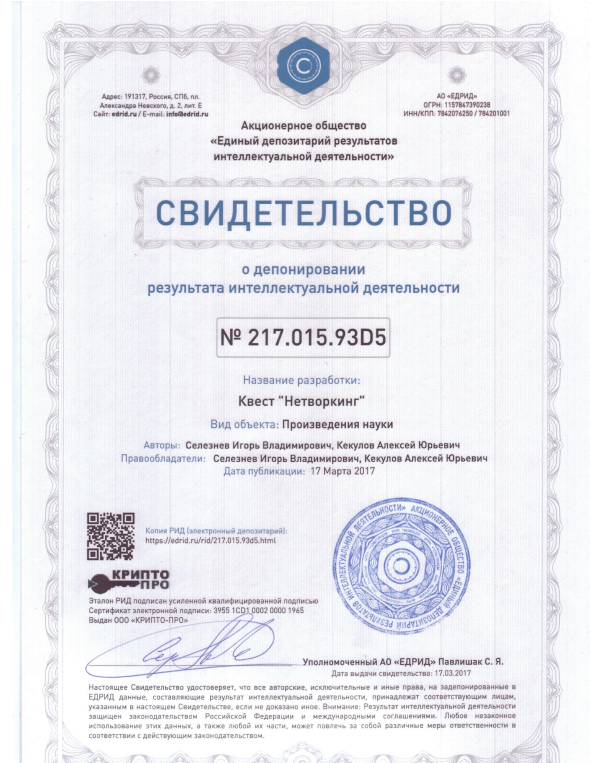 Адрес: 191317, Россия, СПб, пл.
Александра Невского, д. 2, лит. Е
Сайт: edrid.ru / E-mail: info@edrid.ru
АО «ЕДРИД»
ОГРН: 1157847390238
ИНН/КПП: 7842076250 / 784201001
Акционерное общество
«Единый депозитарий результатов
интеллектуальной деятельности»
СВИДЕТЕЛЬСТВО
о депонировании
результата интеллектуальной деятельности
№ 217.015.93D5
Название разработки:
Квест "Нетворкинг"
Вид объекта: Произведения науки
Авторы: Селезнев Игорь Владимирович, Кекулов Алексей Юрьевич
Правообладатели: Селезнев Игорь Владимирович, Кекулов Алексей Юрьевич
Дата публикации: 17 Марта 2017
Копия РИД (электронный депозитарий):
https://edrid.ru/rid/217.015.93d5.html
КРИПТО
ПРО
АКЦИОНЕРНОЕ ОБЩЕСТВО «ЕДИНЫЙ ДЕПОЗИТАРИЙ РЕЗУЛЬТАТОВ ИНТЕЛЛЕКТУАЛЬНОЙ ДЕЯТЕЛЬНОСТИ»
Эталон РИД подписан усиленной квалифицированной подписью
Сертификат электронной подписи: 3955 1CD1 0002 0000 1965
Выдан ООО «КРИПТО-ПРО»
Уполномоченный АО «ЕДРИД» Павлишак С. Я.
Дата выдачи свидетельства: 17.03.2017
Настоящее Свидетельство удостоверяет, что все авторские, исключительные и иные права, на задепонированные в
ЕДРИД данные, составляющие результат интеллектуальной деятельности, принадлежат соответствующим лицам,
указанным в настоящем Свидетельстве, если не доказано иное. Внимание: Результат интеллектуальной деятельности
защищен законодательством Российской Федерации и международными соглашениями. Любое незаконное
использование этих данных, а также любой их части, может повлечь за собой различные меры ответственности в
соответствии с действующим законодательством.